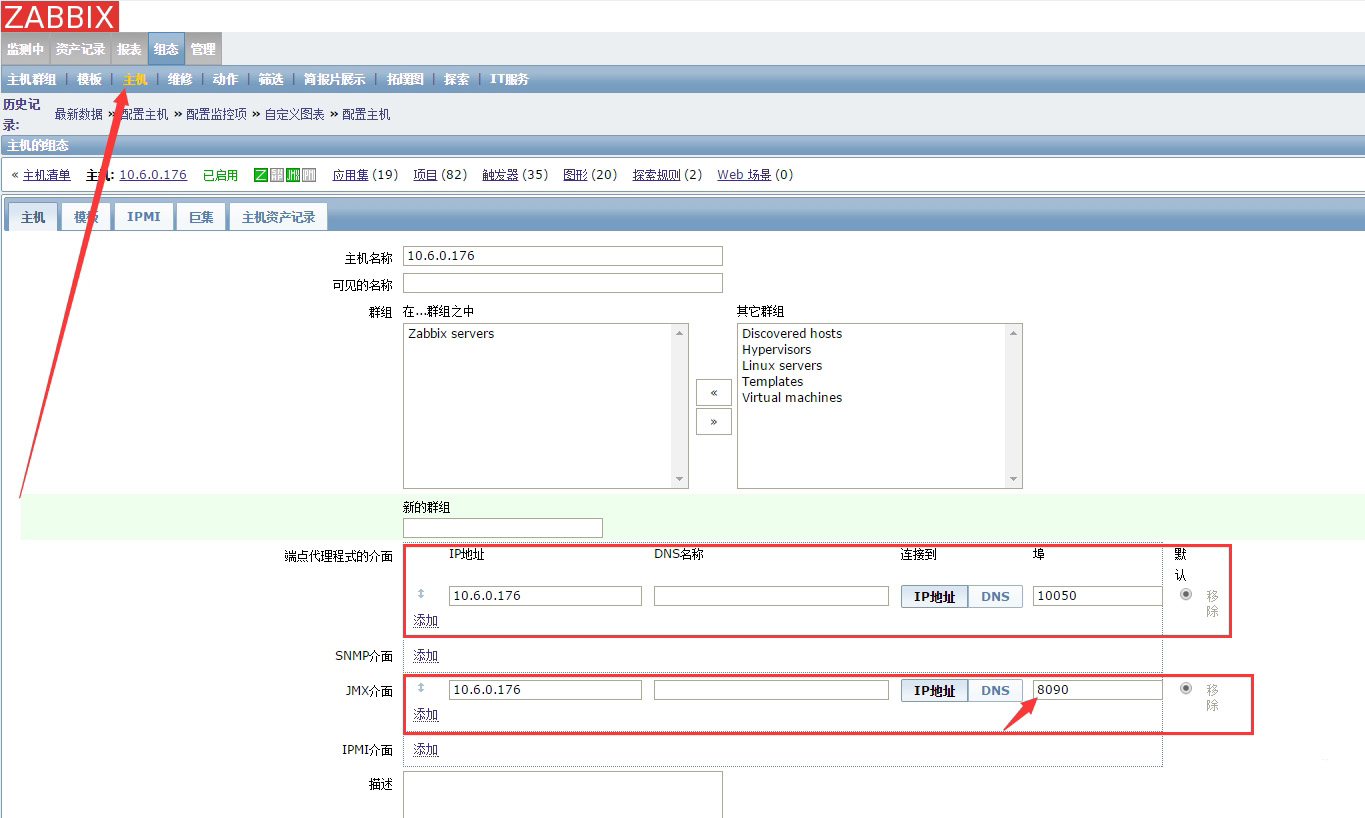 ZABBIX
监测中 资产记录 报表 组态 管理
主机群组 | 模板 | 主机 | 维修 | 动作 | 筛选 | 简报片展示 | 拓墣图 | 探索 | IT服务
历史记录: 最新数据 » 配置主机 » 配置监控项 » 自定义图表 » 配置主机
主机的组态
« 主机清单 主机: 10.6.0.176 已启用 Z JMX 应用集 (19) 项目 (82) 触发器 (35) 图形 (20) 探索规则 (2) Web 场景 (0)
主机 模板 IPMI 巨集 主机资产记录
主机名称 10.6.0.176
可见的名称
群组 在...群组之中 其它群组
Zabbix servers
Discovered hosts
Hypervisors
Linux servers
Templates
Virtual machines
«
»
新的群组
端点代理程式的介面 IP地址 DNS名称 连接到 埠 默认
10.6.0.176 IP地址 DNS 10050 移除
添加
SNMP介面 添加
JMX介面 10.6.0.176 IP地址 DNS 8090 移除
添加
IPMI介面 添加
描述